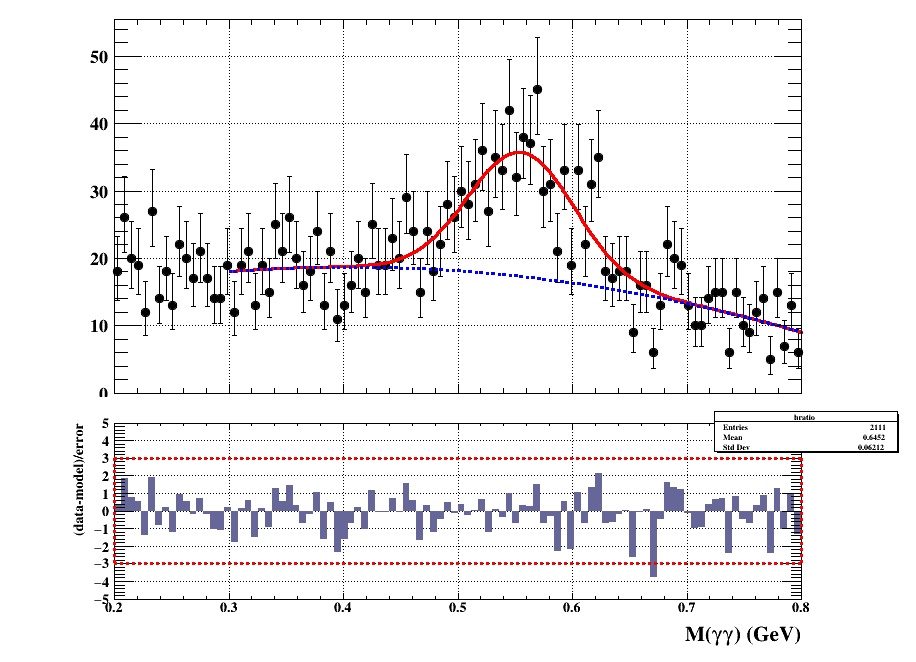 50
40
30
20
10
0
hratio
Entries 2111
Mean 0.6452
Std Dev 0.06212
(data-model)/error
5
4
3
2
1
0
−1
−2
−3
−4
−5
0.2 0.3 0.4 0.5 0.6 0.7 0.8
M(γγ) (GeV)